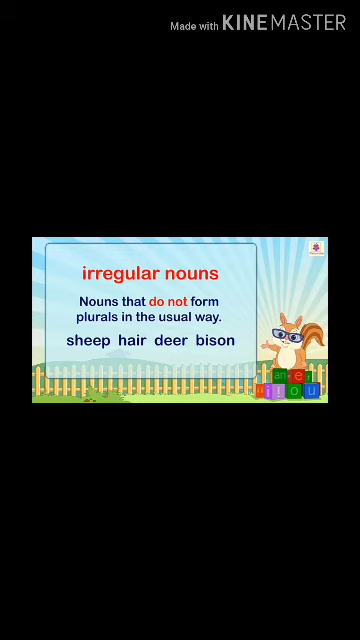 Made with KINEMASTER
irregular nouns
Nouns that do not form
plurals in the usual way.
sheep hair deer bison
an e r
i i o u